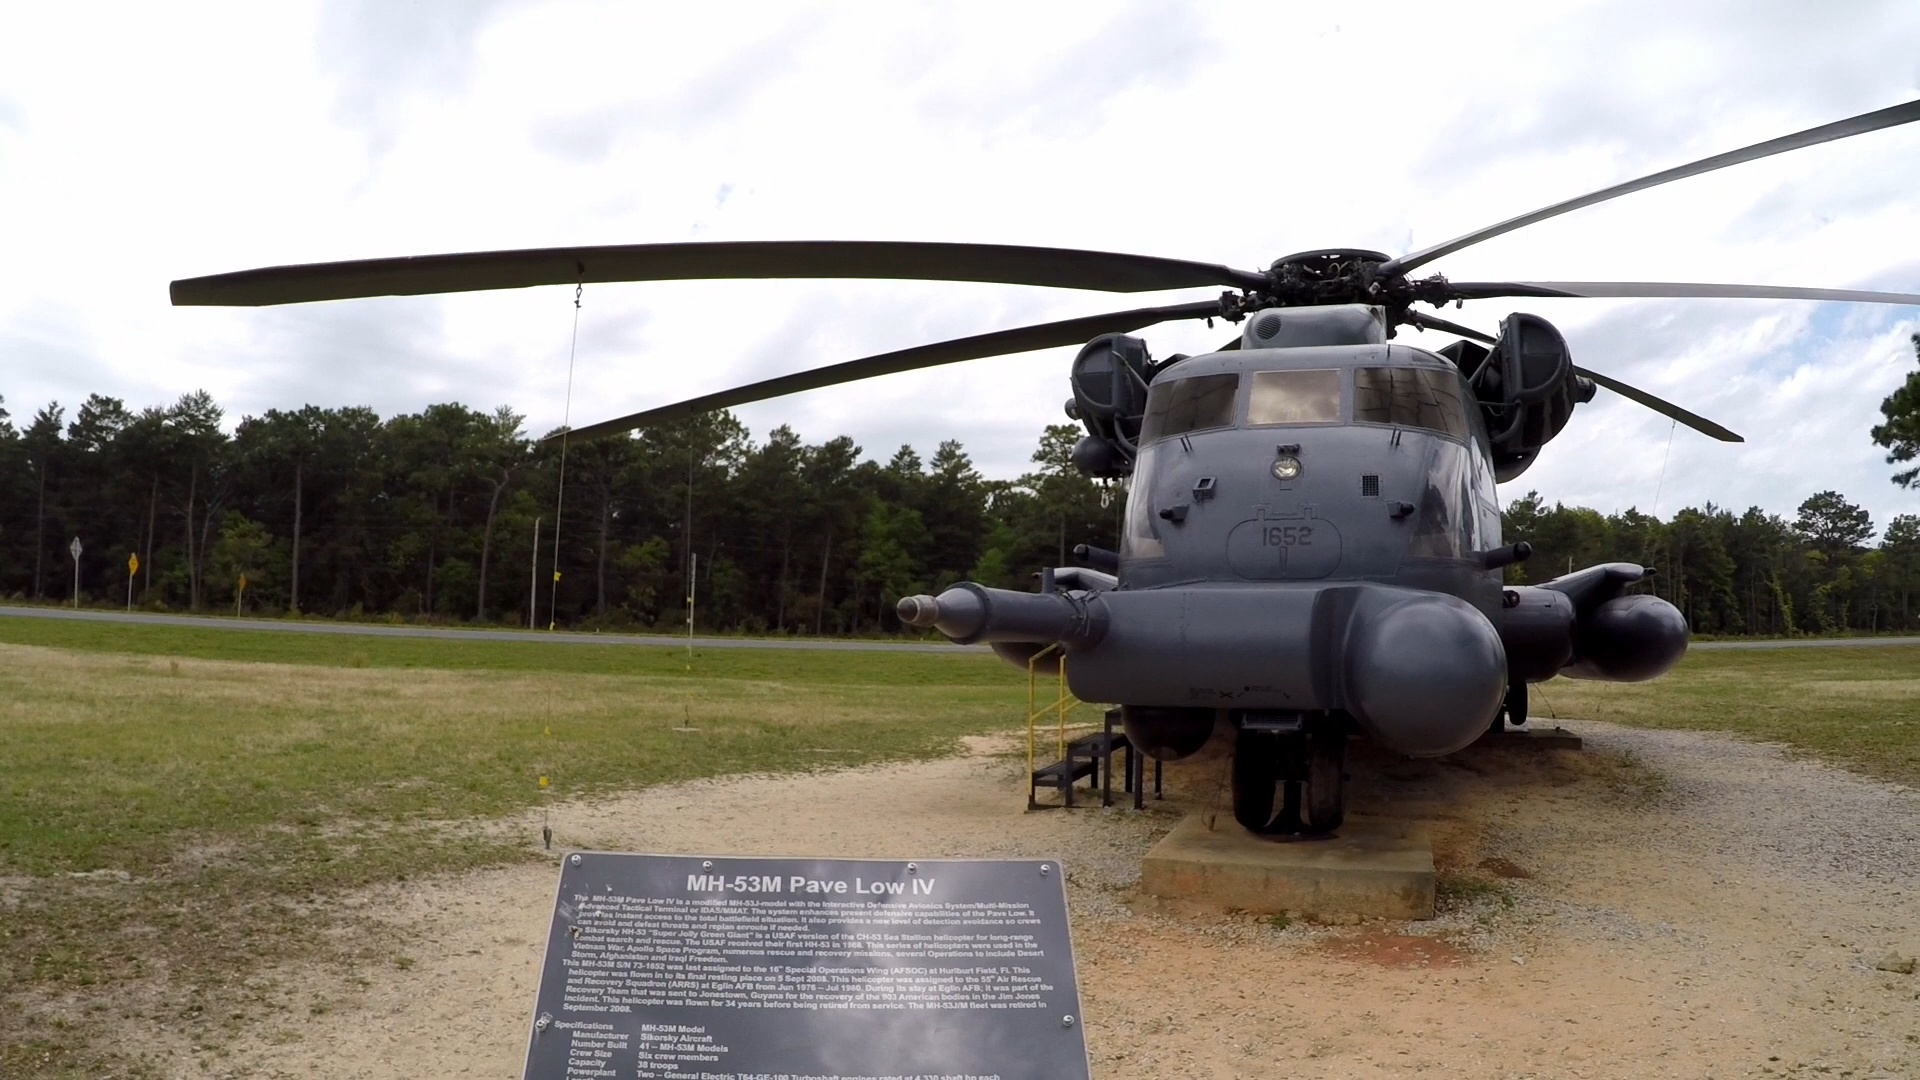 1652
MH-53M Pave Low IV
The MH-53M Pave Low IV is a modified MH-53J-model with the Interactive Defensive Avionics System/Multi-Mission
Advanced Tactical Terminal or IDAS/MMAT. The system enhances present defensive capabilities of the Pave Low. It
provides instant access to the total battlefield situation. It also provides a new level of detection avoidance so crews
can avoid and defeat threats and replan enroute if needed.
Sikorsky HH-53 "Super Jolly Green Giant" is a USAF version of the CH-53 Sea Stallion helicopter for long-range
combat search and rescue. The USAF received their first HH-53 in 1968. This series of helicopters were used in the
Vietnam War, Apollo Space Program, numerous rescue and recovery missions, several Operations to include Desert
Storm, Afghanistan and Iraqi Freedom.
This MH-53M S/N 73-1652 was last assigned to the 16th Special Operations Wing (AFSOC) at Hurlburt Field, Fl. This
helicopter was flown in to its final resting place on 5 Sept 2008. This helicopter was assigned to the 55th Air Rescue
and Recovery Squadron (ARRS) at Eglin AFB from Jun 1976 – Jul 1980. During its stay at Eglin AFB; it was part of the
Recovery Team that was sent to Jonestown, Guyana for the recovery of the 903 American bodies in the Jim Jones
incident. This helicopter was flown for 34 years before being retired from service. The MH-53J/M fleet was retired in
September 2008.
Specifications MH-53M Model
Manufacturer Sikorsky Aircraft
Number Built 41 – MH-53M Models
Crew Size Six crew members
Capacity 38 troops
Powerplant Two – General Electric T64-GE-100 Turboshaft engines rated at 4,330 shaft hp each